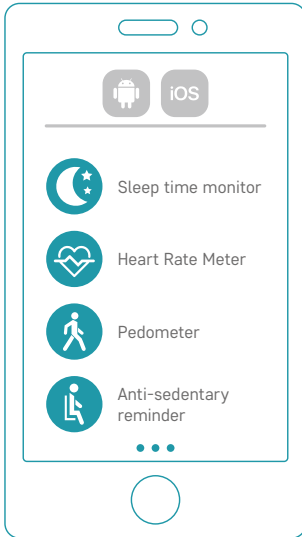 iOS
Sleep time monitor
Heart Rate Meter
Pedometer
Anti-sedentary
reminder